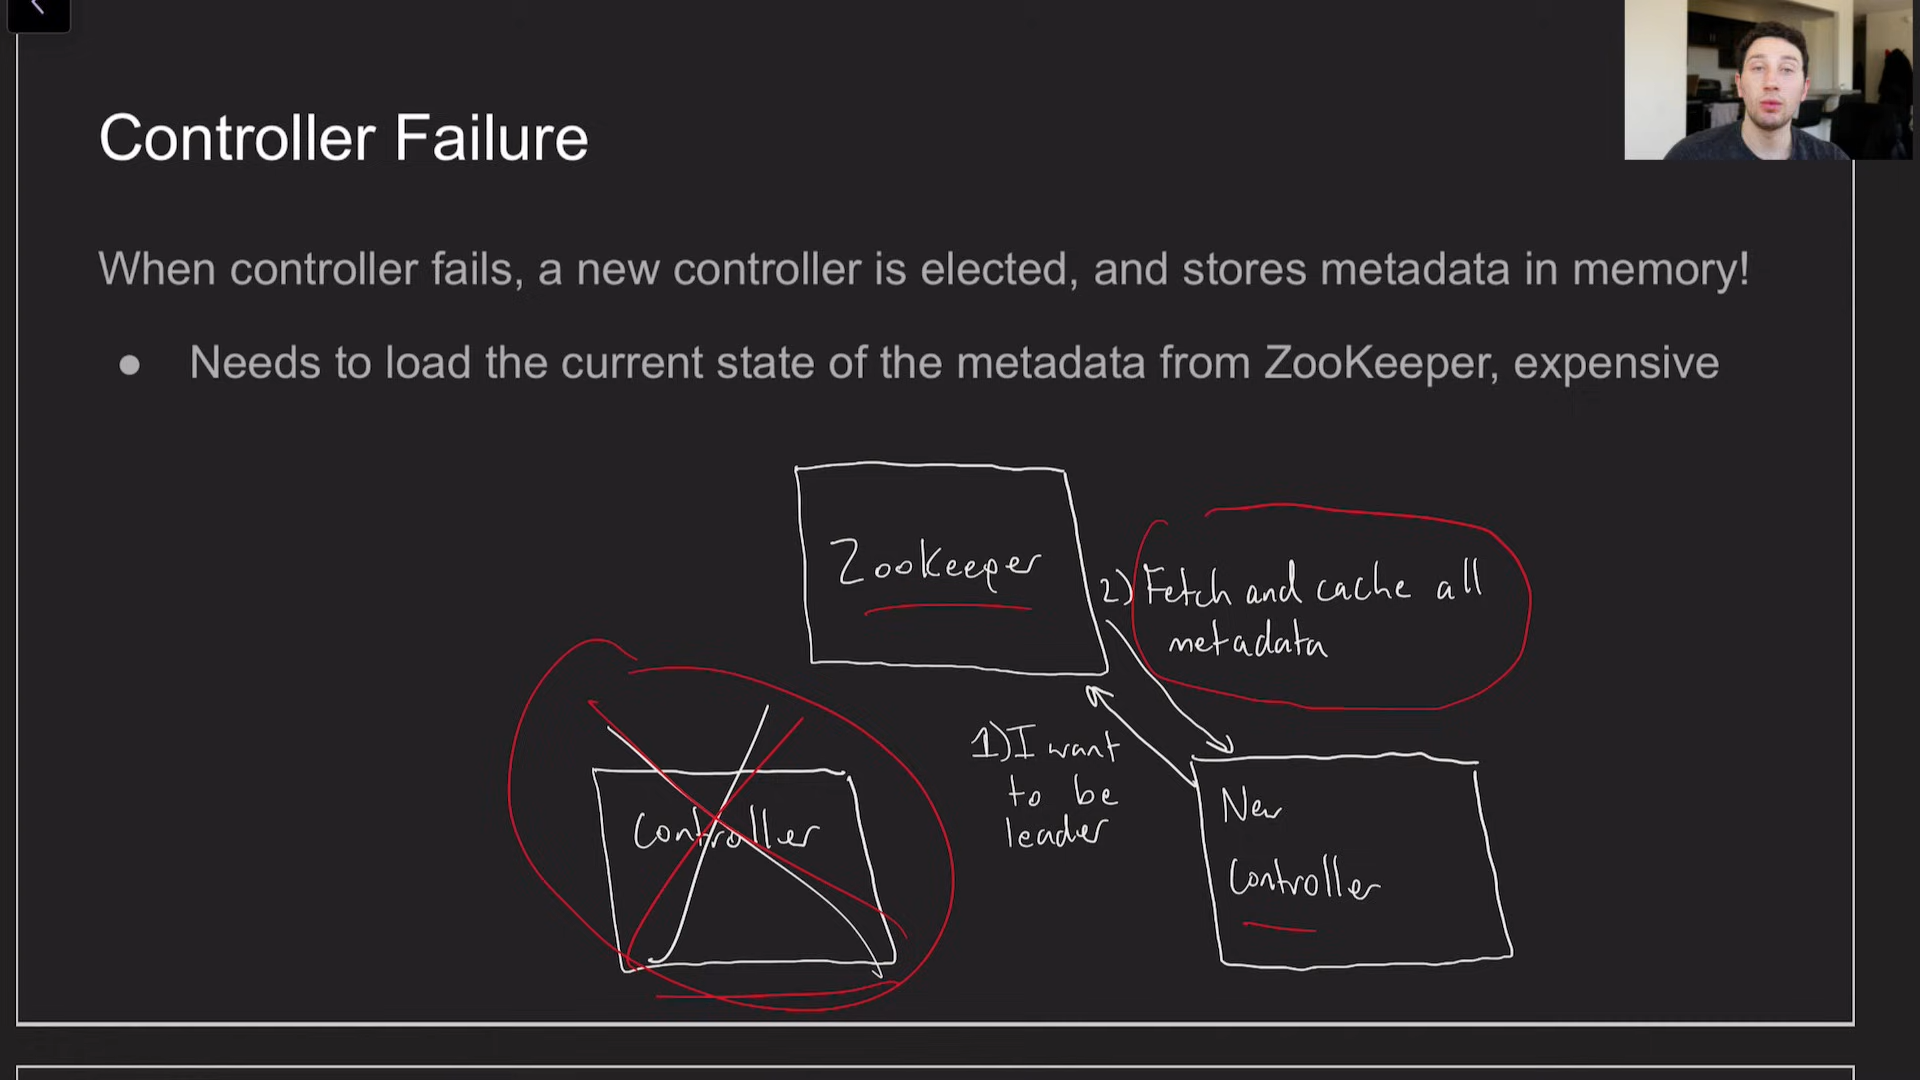 Controller Failure
When controller fails, a new controller is elected, and stores metadata in memory!
● Needs to load the current state of the metadata from ZooKeeper, expensive
ZooKeeper
2) Fetch and cache all
metadata
1) I want
to be
leader
Controller
New
Controller